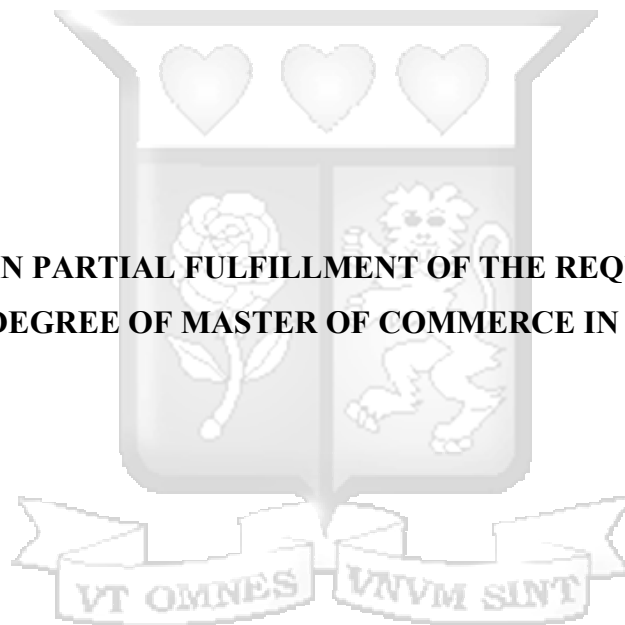 N PARTIAL FULFILLMENT OF THE REQ
DEGREE OF MASTER OF COMMERCE IN
VT OMNES VNVM SINT